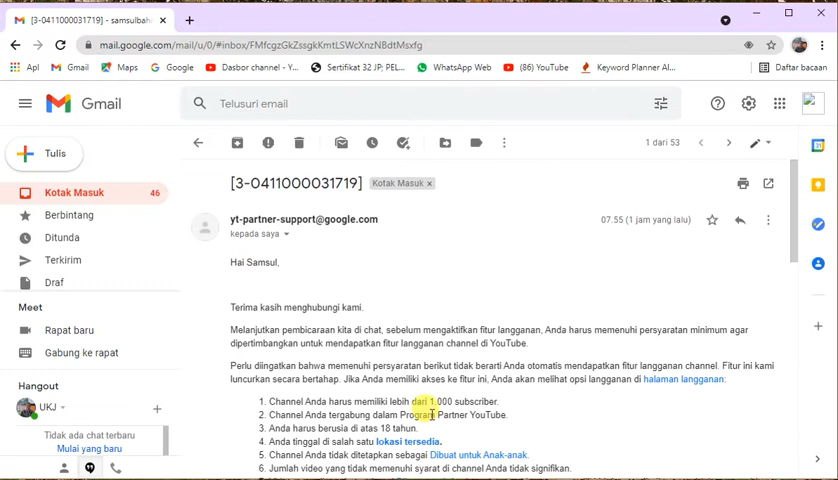 [3-0411000031719] - samsulbah
mail.google.com/mail/u/0/#inbox/FMfcgzGkZssgkKmtLSWcXnzNBdtMsxfg
Apl
Gmail
Maps
Google
Dasbor channel - Y...
Sertifikat 32 JP; PEL...
WhatsApp Web
(86) YouTube
Keyword Planner Al...
Daftar bacaan
Gmail
Telusuri email
Tulis
1 dari 53
Kotak Masuk 46
Berbintang
Ditunda
Terkirim
Draf
Meet
Rapat baru
Gabung ke rapat
Hangout
UKJ
Tidak ada chat terbaru
Mulai yang baru
[3-0411000031719] Kotak Masuk x
yt-partner-support@google.com
07.55 (1 jam yang lalu)
kepada saya
Hai Samsul,
Terima kasih menghubungi kami.
Melanjutkan pembicaraan kita di chat, sebelum mengaktifkan fitur langganan, Anda harus memenuhi persyaratan minimum agar
dipertimbangkan untuk mendapatkan fitur langganan channel di YouTube.
Perlu diingatkan bahwa memenuhi persyaratan berikut tidak berarti Anda otomatis mendapatkan fitur langganan channel. Fitur ini kami
luncurkan secara bertahap. Jika Anda memiliki akses ke fitur ini, Anda akan melihat opsi langganan di halaman langganan:
1. Channel Anda harus memiliki lebih dari 1.000 subscriber.
2. Channel Anda tergabung dalam Program Partner YouTube.
3. Anda harus berusia di atas 18 tahun.
4. Anda tinggal di salah satu lokasi tersedia.
5. Channel Anda tidak ditetapkan sebagai Dibuat untuk Anak-anak.
6. Jumlah video yang tidak memenuhi syarat di channel Anda tidak signifikan.